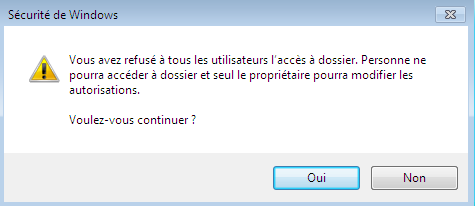 Sécurité de Windows
Vous avez refusé à tous les utilisateurs l'accès à dossier. Personne ne
pourra accéder à dossier et seul le propriétaire pourra modifier les
autorisations.
Voulez-vous continuer ?
Oui
Non